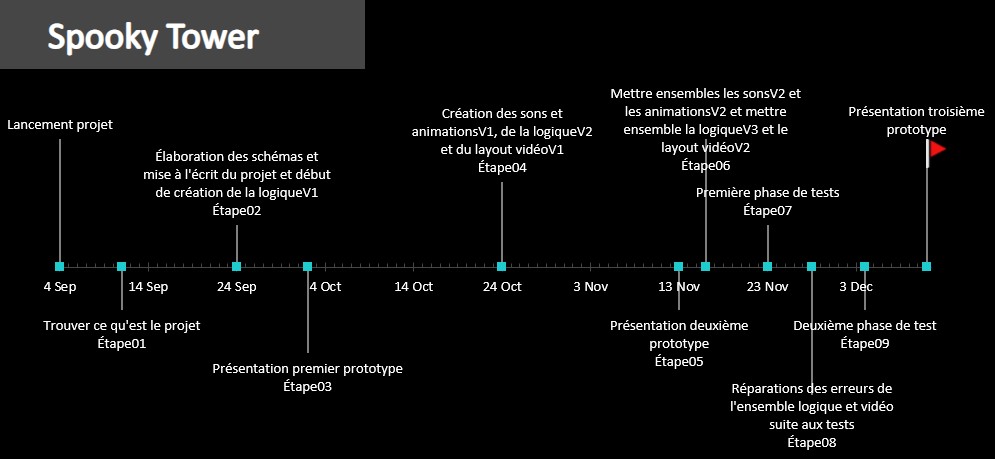 Spooky Tower
Lancement projet
Élaboration des schémas et
mise à l'écrit du projet et début
de création de la logiqueV1
Étape02
Création des sons et
animationsV1, de la logiqueV2
et du layout vidéoV1
Étape04
Mettre ensembles les sonsV2 et
les animationsV2 et mettre
ensemble la logiqueV3 et le
layout vidéoV2
Étape06
Première phase de tests
Étape07
Présentation troisième
prototype
4 Sep
14 Sep
24 Sep
4 Oct
14 Oct
24 Oct
3 Nov
13 Nov
23 Nov
3 Dec
Trouver ce qu'est le projet
Étape01
Présentation premier prototype
Étape03
Présentation deuxième
prototype
Étape05
Réparations des erreurs de
l'ensemble logique et vidéo
suite aux tests
Étape08
Deuxième phase de test
Étape09